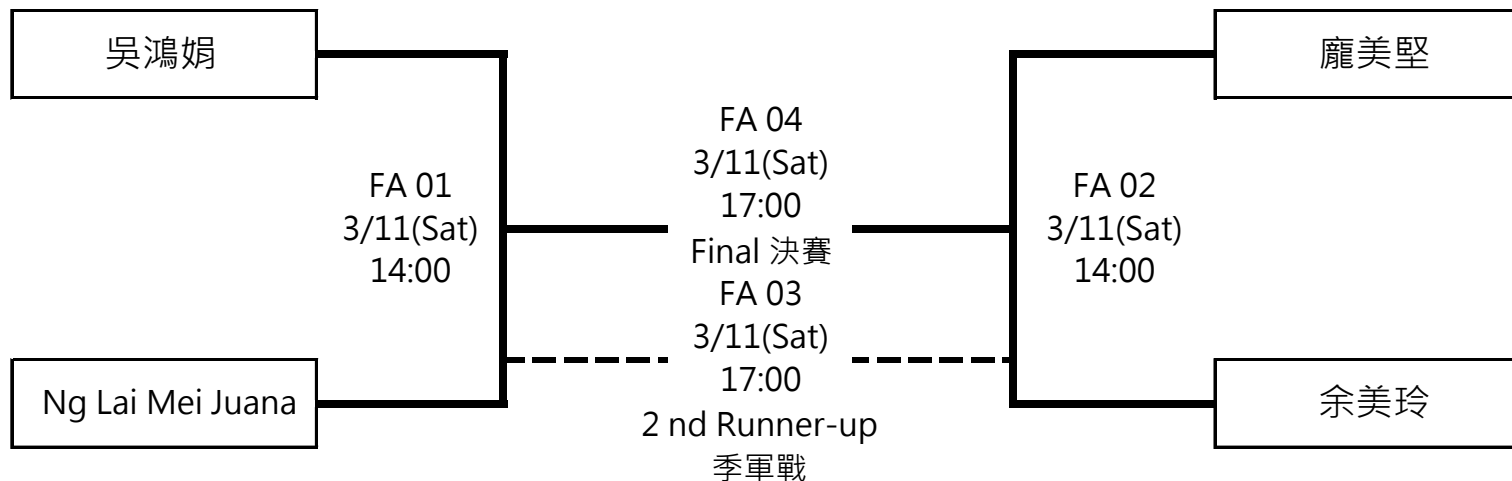 吳鴻娟
龐美堅
FA 04
3/11(Sat)
17:00
Final 決賽
FA 01
3/11(Sat)
14:00
FA 02
3/11(Sat)
14:00
FA 03
3/11(Sat)
17:00
2 nd Runner-up
季軍戰
Ng Lai Mei Juana
余美玲